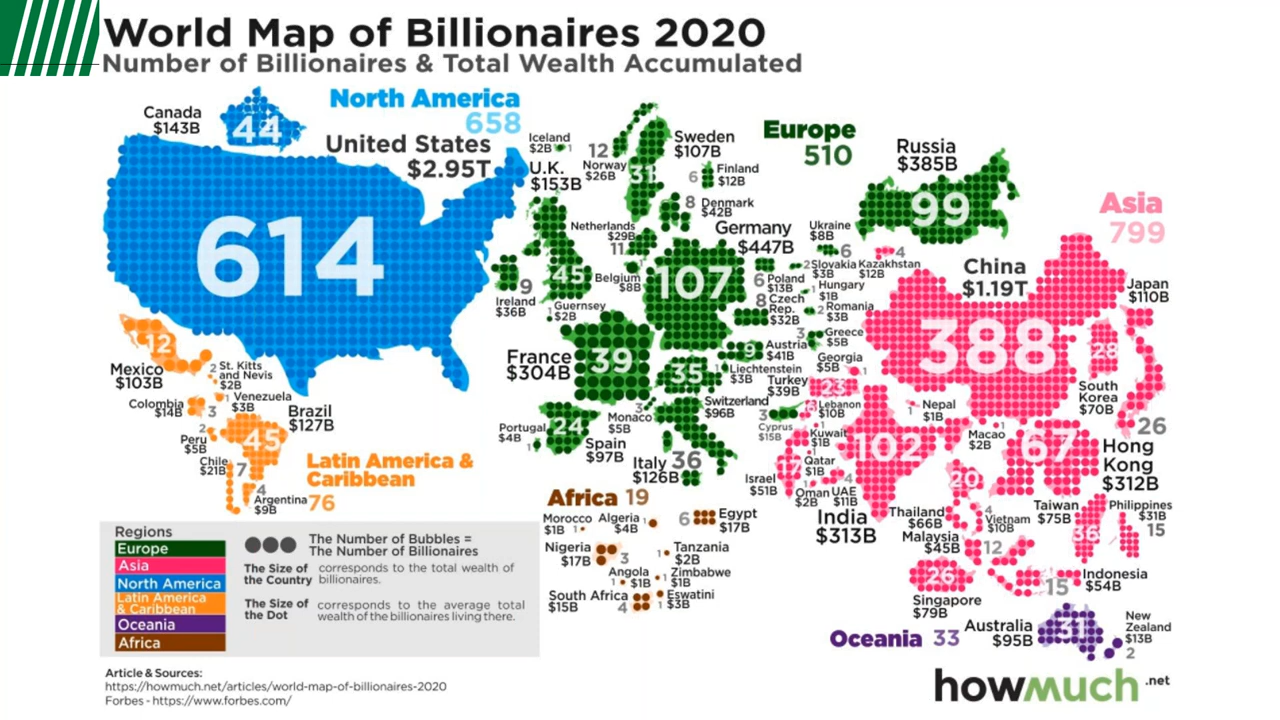 World Map of Billionaires 2020
Number of Billionaires & Total Wealth Accumulated
North America
658
Canada
$143B
44
United States
$2.95T
614
Europe
510
Iceland
$2B
1
12
Norway
$26B
Sweden
$107B
31
6
Finland
$12B
U.K.
$153B
45
8
Denmark
$42B
Netherlands
$29B
11
Germany
$447B
107
Belgium
$8B
9
Ireland
$36B
1
Guernsey
$2B
France
$304B
39
Russia
$385B
99
Ukraine
$8B
6
2
Slovakia
$3B
6
Poland
$13B
1
Hungary
$1B
8
Czech
Rep.
$32B
2
Romania
$3B
3
Greece
$5B
9
Austria
$41B
1
Liechtenstein
$3B
35
Switzerland
$96B
3
Monaco
$5B
Portugal
$4B
1
24
Spain
$97B
Italy
$126B
36
3
Cyprus
$15B
Asia
799
4
Kazakhstan
$12B
China
$1.19T
388
Japan
$110B
26
28
South
Korea
$70B
Georgia
$5B
1
Turkey
$39B
23
Lebanon
$10B
Nepal
$1B
1
Macao
$2B
1
67
Hong
Kong
$312B
Kuwait
$1B
1
Qatar
$1B
1
Israel
$51B
Oman
$2B
1
UAE
$11B
4
102
India
$313B
20
Thailand
$66B
4
Vietnam
$10B
Taiwan
$75B
36
Philippines
$31B
15
Malaysia
$45B
12
26
Singapore
$79B
15
Indonesia
$54B
12
Mexico
$103B
2
St. Kitts
and Nevis
$2B
1
Venezuela
$3B
Colombia
$14B
3
Brazil
$127B
45
2
Peru
$5B
Chile
$21B
7
4
Argentina
$9B
Latin America &
Caribbean
76
Africa 19
Morocco
$1B
1
Algeria
$4B
1
6
Egypt
$17B
Nigeria
$17B
3
1
Tanzania
$2B
Angola
1
$1B
1
Zimbabwe
$1B
South Africa
$15B
4
1
Eswatini
$3B
Oceania 33
Australia
$95B
31
New
Zealand
$13B
2
Regions
Europe
Asia
North America
Latin America
& Caribbean
Oceania
Africa
The Number of Bubbles =
The Number of Billionaires
The Size of the Country corresponds to the total wealth of billionaires.
The Size of the Dot corresponds to the average total wealth of the billionaires living there.
Article & Sources:
https://howmuch.net/articles/world-map-of-billionaires-2020
Forbes - https://www.forbes.com/
howmuch.net